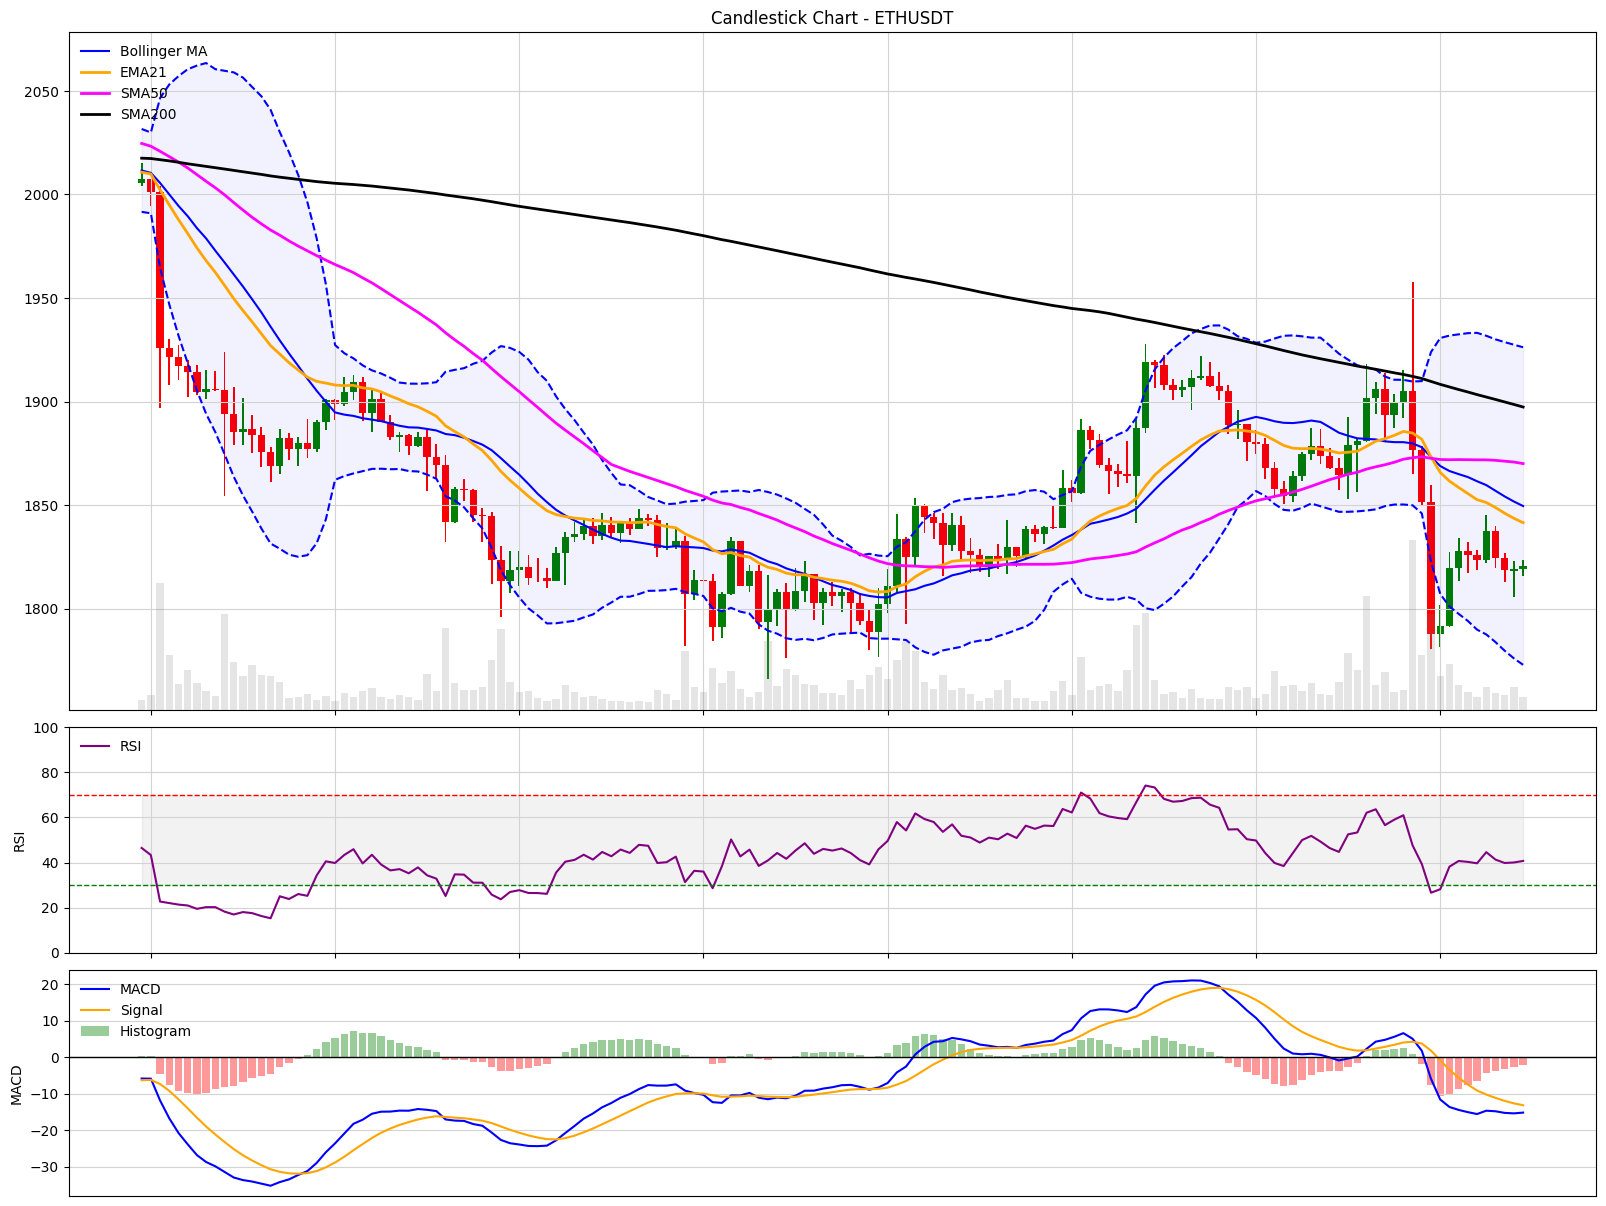 Candlestick Chart - ETHUSDT
Bollinger MA
EMA21
SMA50
SMA200
2050
2000
1950
1900
1850
1800
RSI
100
80
60
40
20
0
RSI
MACD
Signal
Histogram
20
10
0
−10
−20
−30
MACD